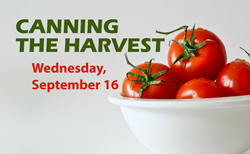 CANNING
THE HARVEST
Wednesday,
September 16